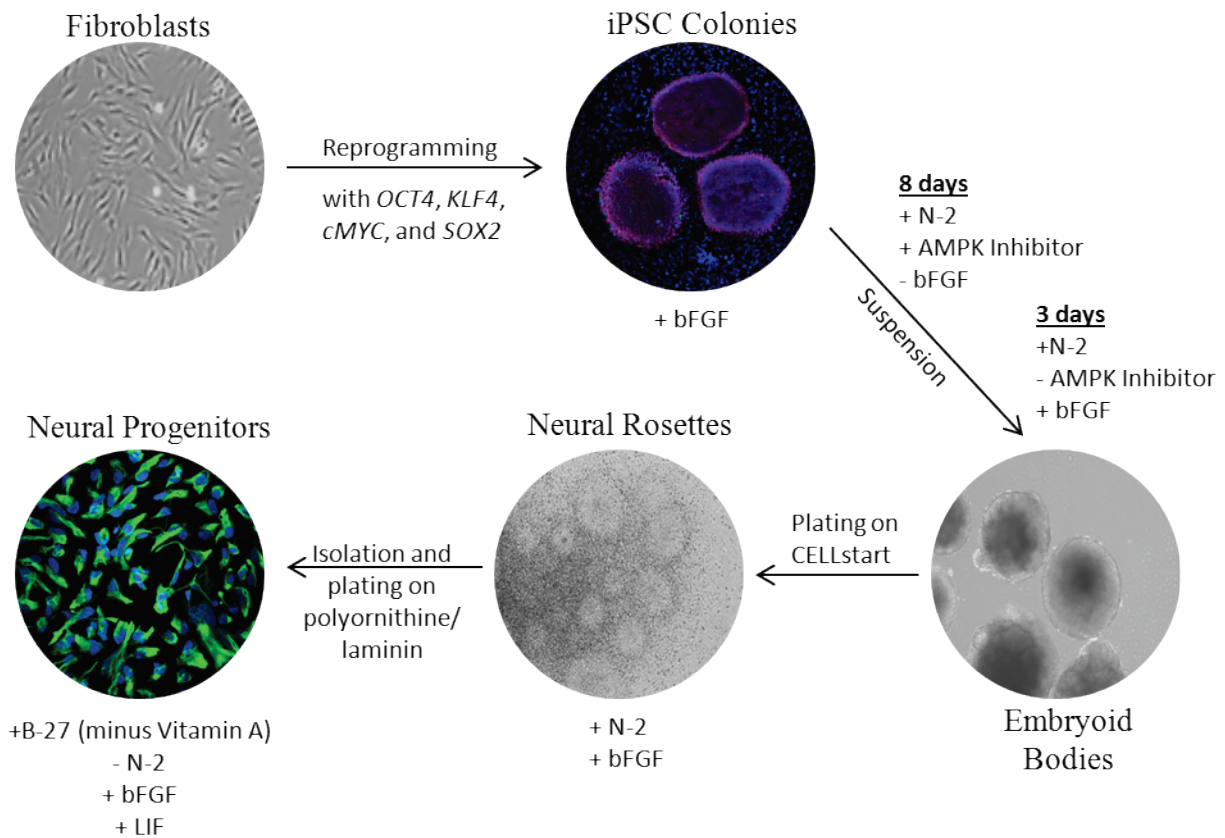 Fibroblasts
iPSC Colonies
Reprogramming
with OCT4, KLF4,
cMYC, and SOX2
+ bFGF
8 days
+ N-2
+ AMPK Inhibitor
- bFGF
Suspension
3 days
+N-2
- AMPK Inhibitor
+ bFGF
Embryoid
Bodies
Plating on
CELLstart
Neural Rosettes
+ N-2
+ bFGF
Isolation and
plating on
polyornithine/
laminin
Neural Progenitors
+B-27 (minus Vitamin A)
- N-2
+ bFGF
+ LIF